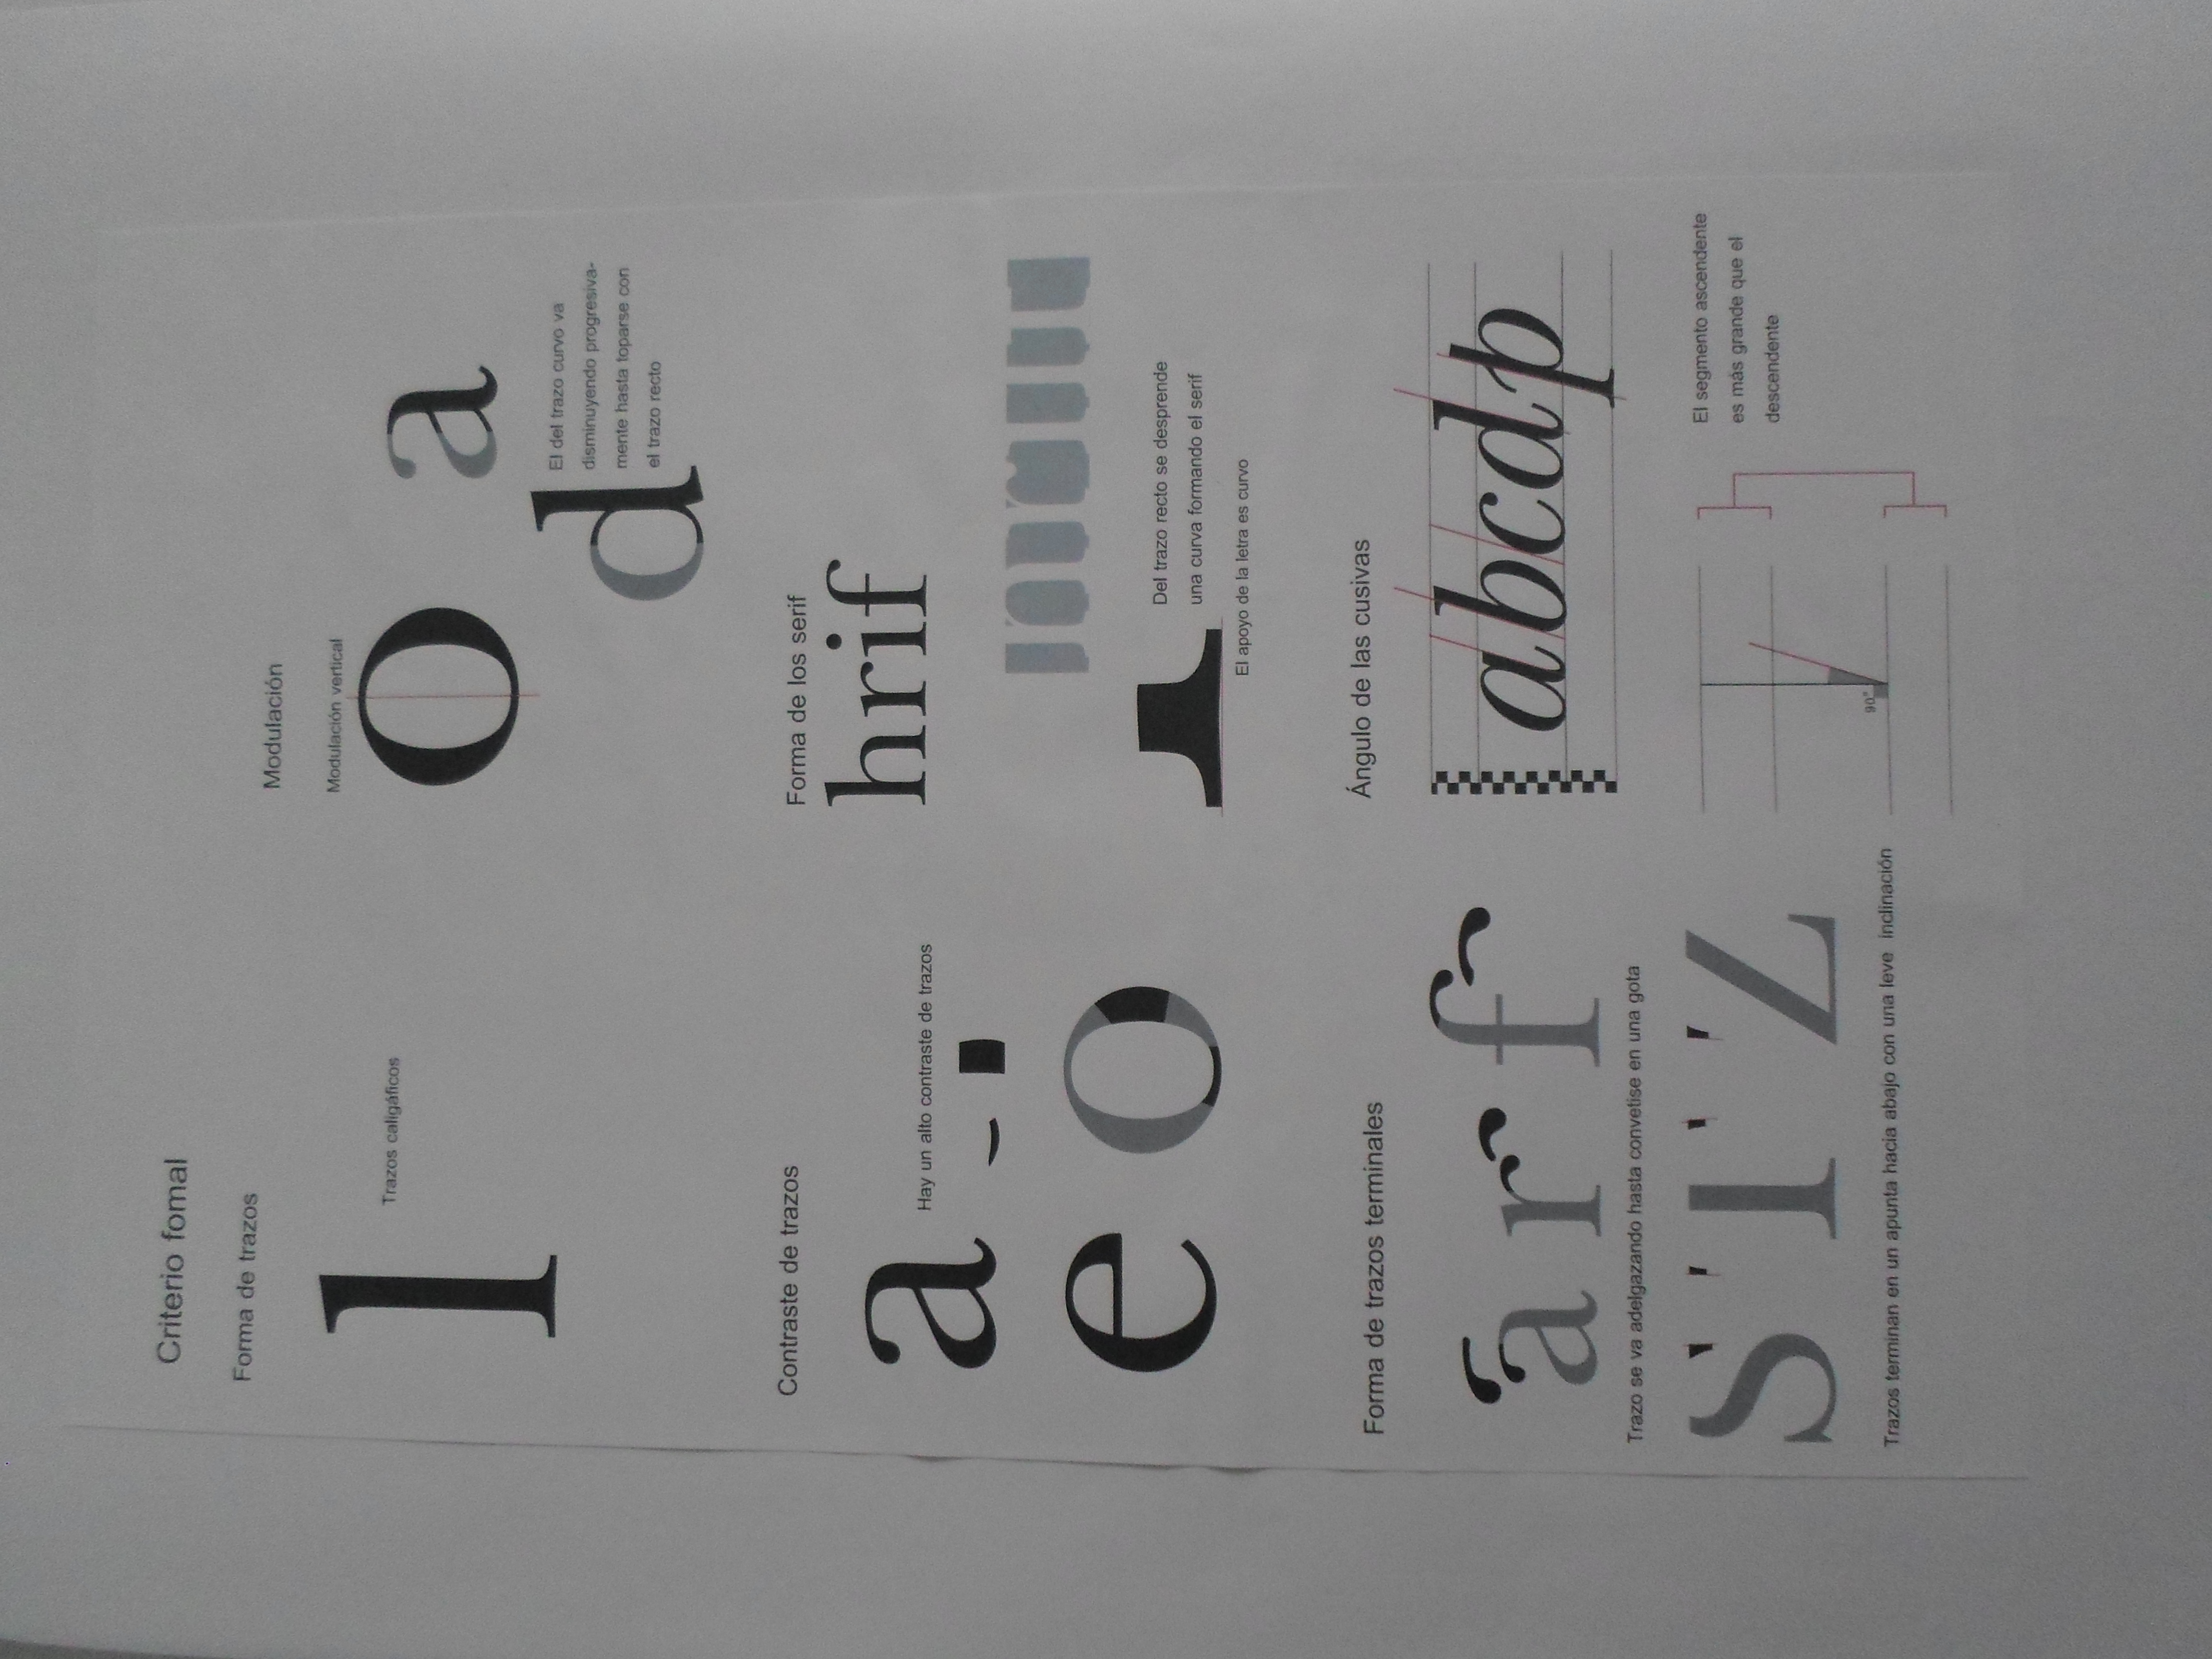 Criterio fomal
Forma de trazos
Trazos caligáficos
l
Modulación
Modulación vertical
o
a
d
El del trazo curvo va
disminuyendo progresiva-
mente hasta toparse con
el trazo recto
Contraste de trazos
Hay un alto contraste de trazos
a
e o
Forma de los serif
hrif
Del trazo recto se desprende
una curva formando el serif
El apoyo de la letra es curvo
Forma de trazos terminales
a r f
Trazo se va adelgazando hasta convetise en una gota
S T Z
Trazos terminan en un apunta hacia abajo con una leve inclinación
Ángulo de las cusivas
abcdp
90°
El segmento ascendente
es más grande que el
descendente